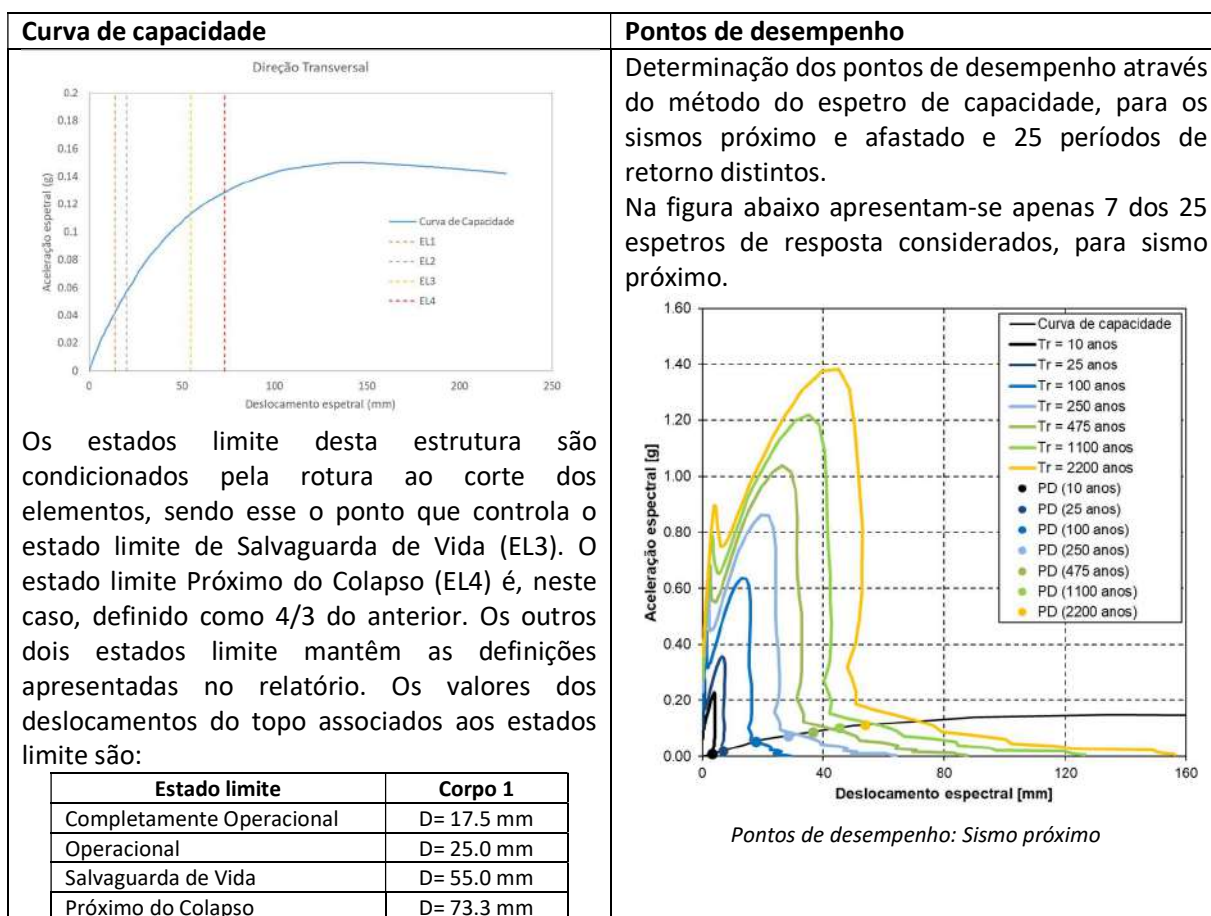 Curva de capacidade
Direção Transversal
0.2
0.18
0.16
0.14
0.12
0.1
0.08
0.06
0.04
0.02
0
Aceleração espetral (g)
0
50
100
150
200
250
Deslocamento espetral (mm)
Curva de Capacidade
EL1
EL2
EL3
EL4
Os estados limite desta estrutura são
condicionados pela rotura ao corte dos
elementos, sendo esse o ponto que controla o
estado limite de Salvaguarda de Vida (EL3). O
estado limite Próximo do Colapso (EL4) é, neste
caso, definido como 4/3 do anterior. Os outros
dois estados limite mantêm as definições
apresentadas no relatório. Os valores dos
deslocamentos do topo associados aos estados
limite são:
Estado limite Corpo 1
Completamente Operacional D= 17.5 mm
Operacional D= 25.0 mm
Salvaguarda de Vida D= 55.0 mm
Próximo do Colapso D= 73.3 mm
Pontos de desempenho
Determinação dos pontos de desempenho através
do método do espetro de capacidade, para os
sismos próximo e afastado e 25 períodos de
retorno distintos.
Na figura abaixo apresentam-se apenas 7 dos 25
espetros de resposta considerados, para sismo
próximo.
1.60
1.40
1.20
1.00
0.80
0.60
0.40
0.20
0.00
Aceleração espectral [g]
0
40
80
120
160
Deslocamento espectral [mm]
Curva de capacidade
Tr = 10 anos
Tr = 25 anos
Tr = 100 anos
Tr = 250 anos
Tr = 475 anos
Tr = 1100 anos
Tr = 2200 anos
PD (10 anos)
PD (25 anos)
PD (100 anos)
PD (250 anos)
PD (475 anos)
PD (1100 anos)
PD (2200 anos)
Pontos de desempenho: Sismo próximo